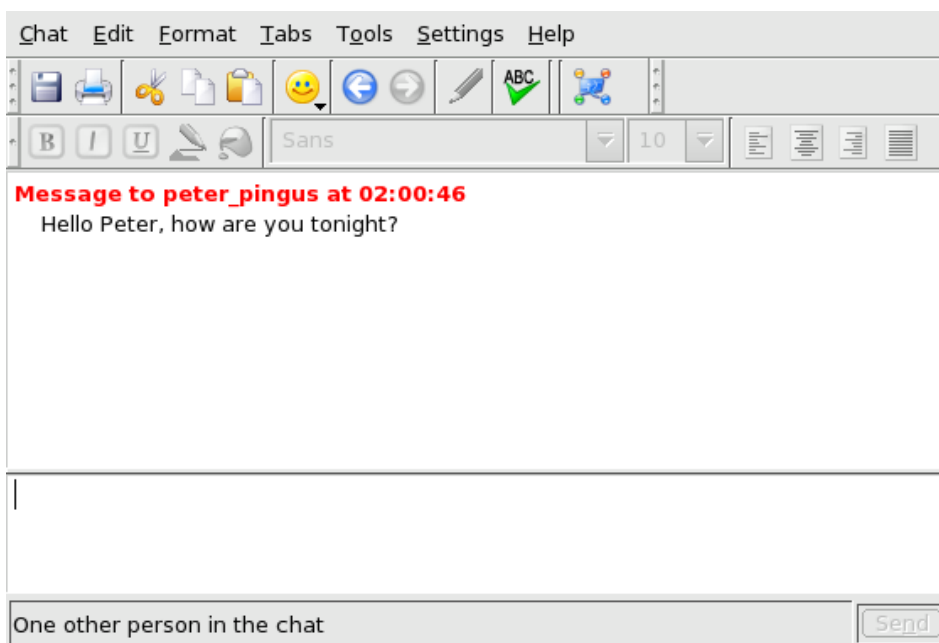 Chat Edit Format Tabs Tools Settings Help
ABC
B I U Sans 10
Message to peter_pingus at 02:00:46
Hello Peter, how are you tonight?
One other person in the chat Send